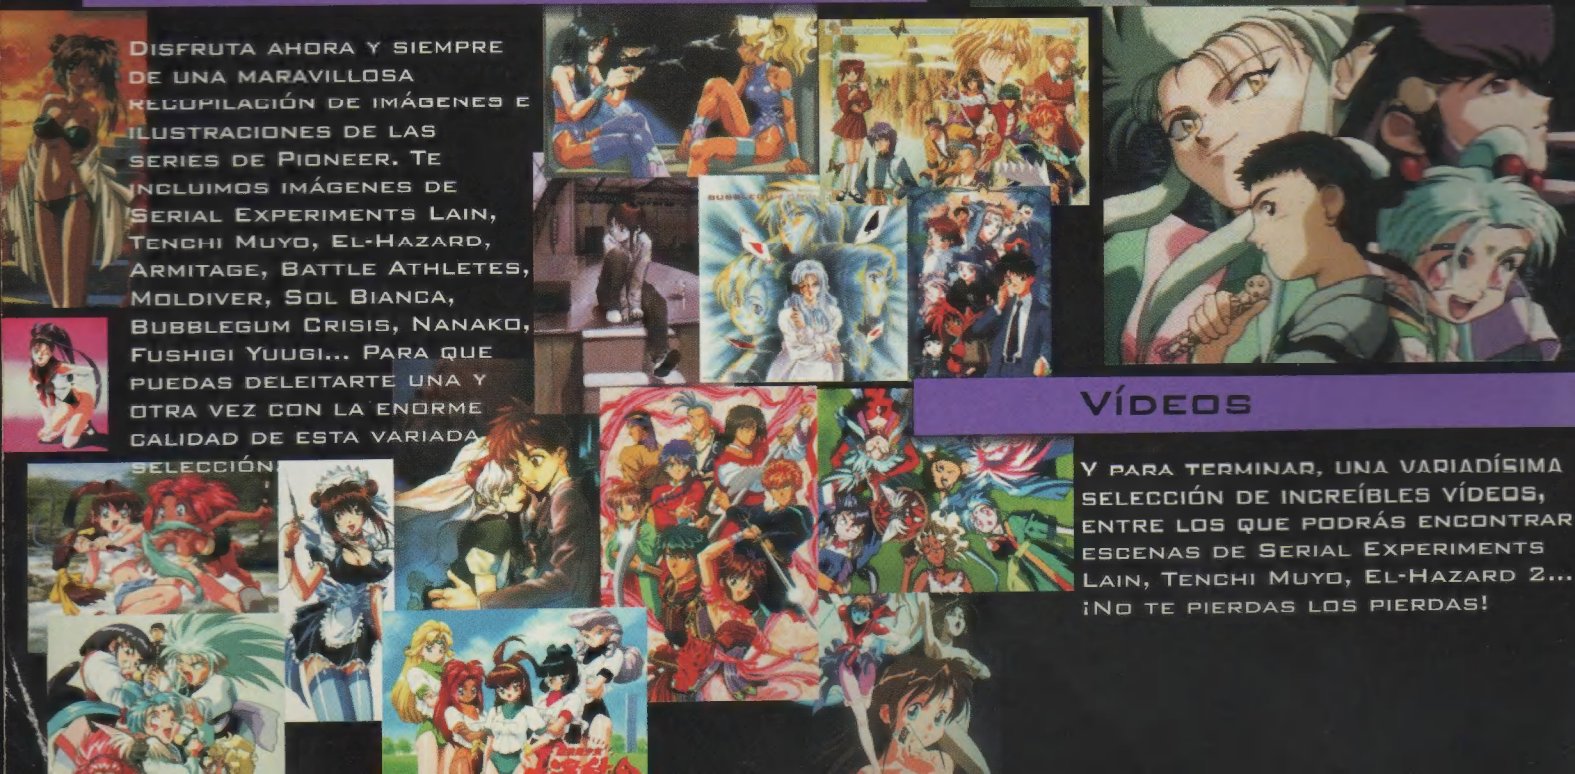 Disfruta ahora y siempre
de una maravillosa
recopilación de imágenes e
ilustraciones de las
series de Pioneer. Te
incluimos imágenes de
Serial Experiments Lain,
Tenchi Muyo, El-Hazard,
Armitage, Battle Athletes,
Moldiver, Sol Bianca,
Bubblegum Crisis, Nanako,
Fushigi Yuugi... Para que
puedas deleitarte una y
otra vez con la enorme
calidad de esta variada
selección.
BUBBLEGUM
Vídeos
Y para terminar, una variadísima
selección de increíbles vídeos,
entre los que podrás encontrar
escenas de Serial Experiments
Lain, Tenchi Muyo, El-Hazard 2...
¡No te pierdas los pierdas!